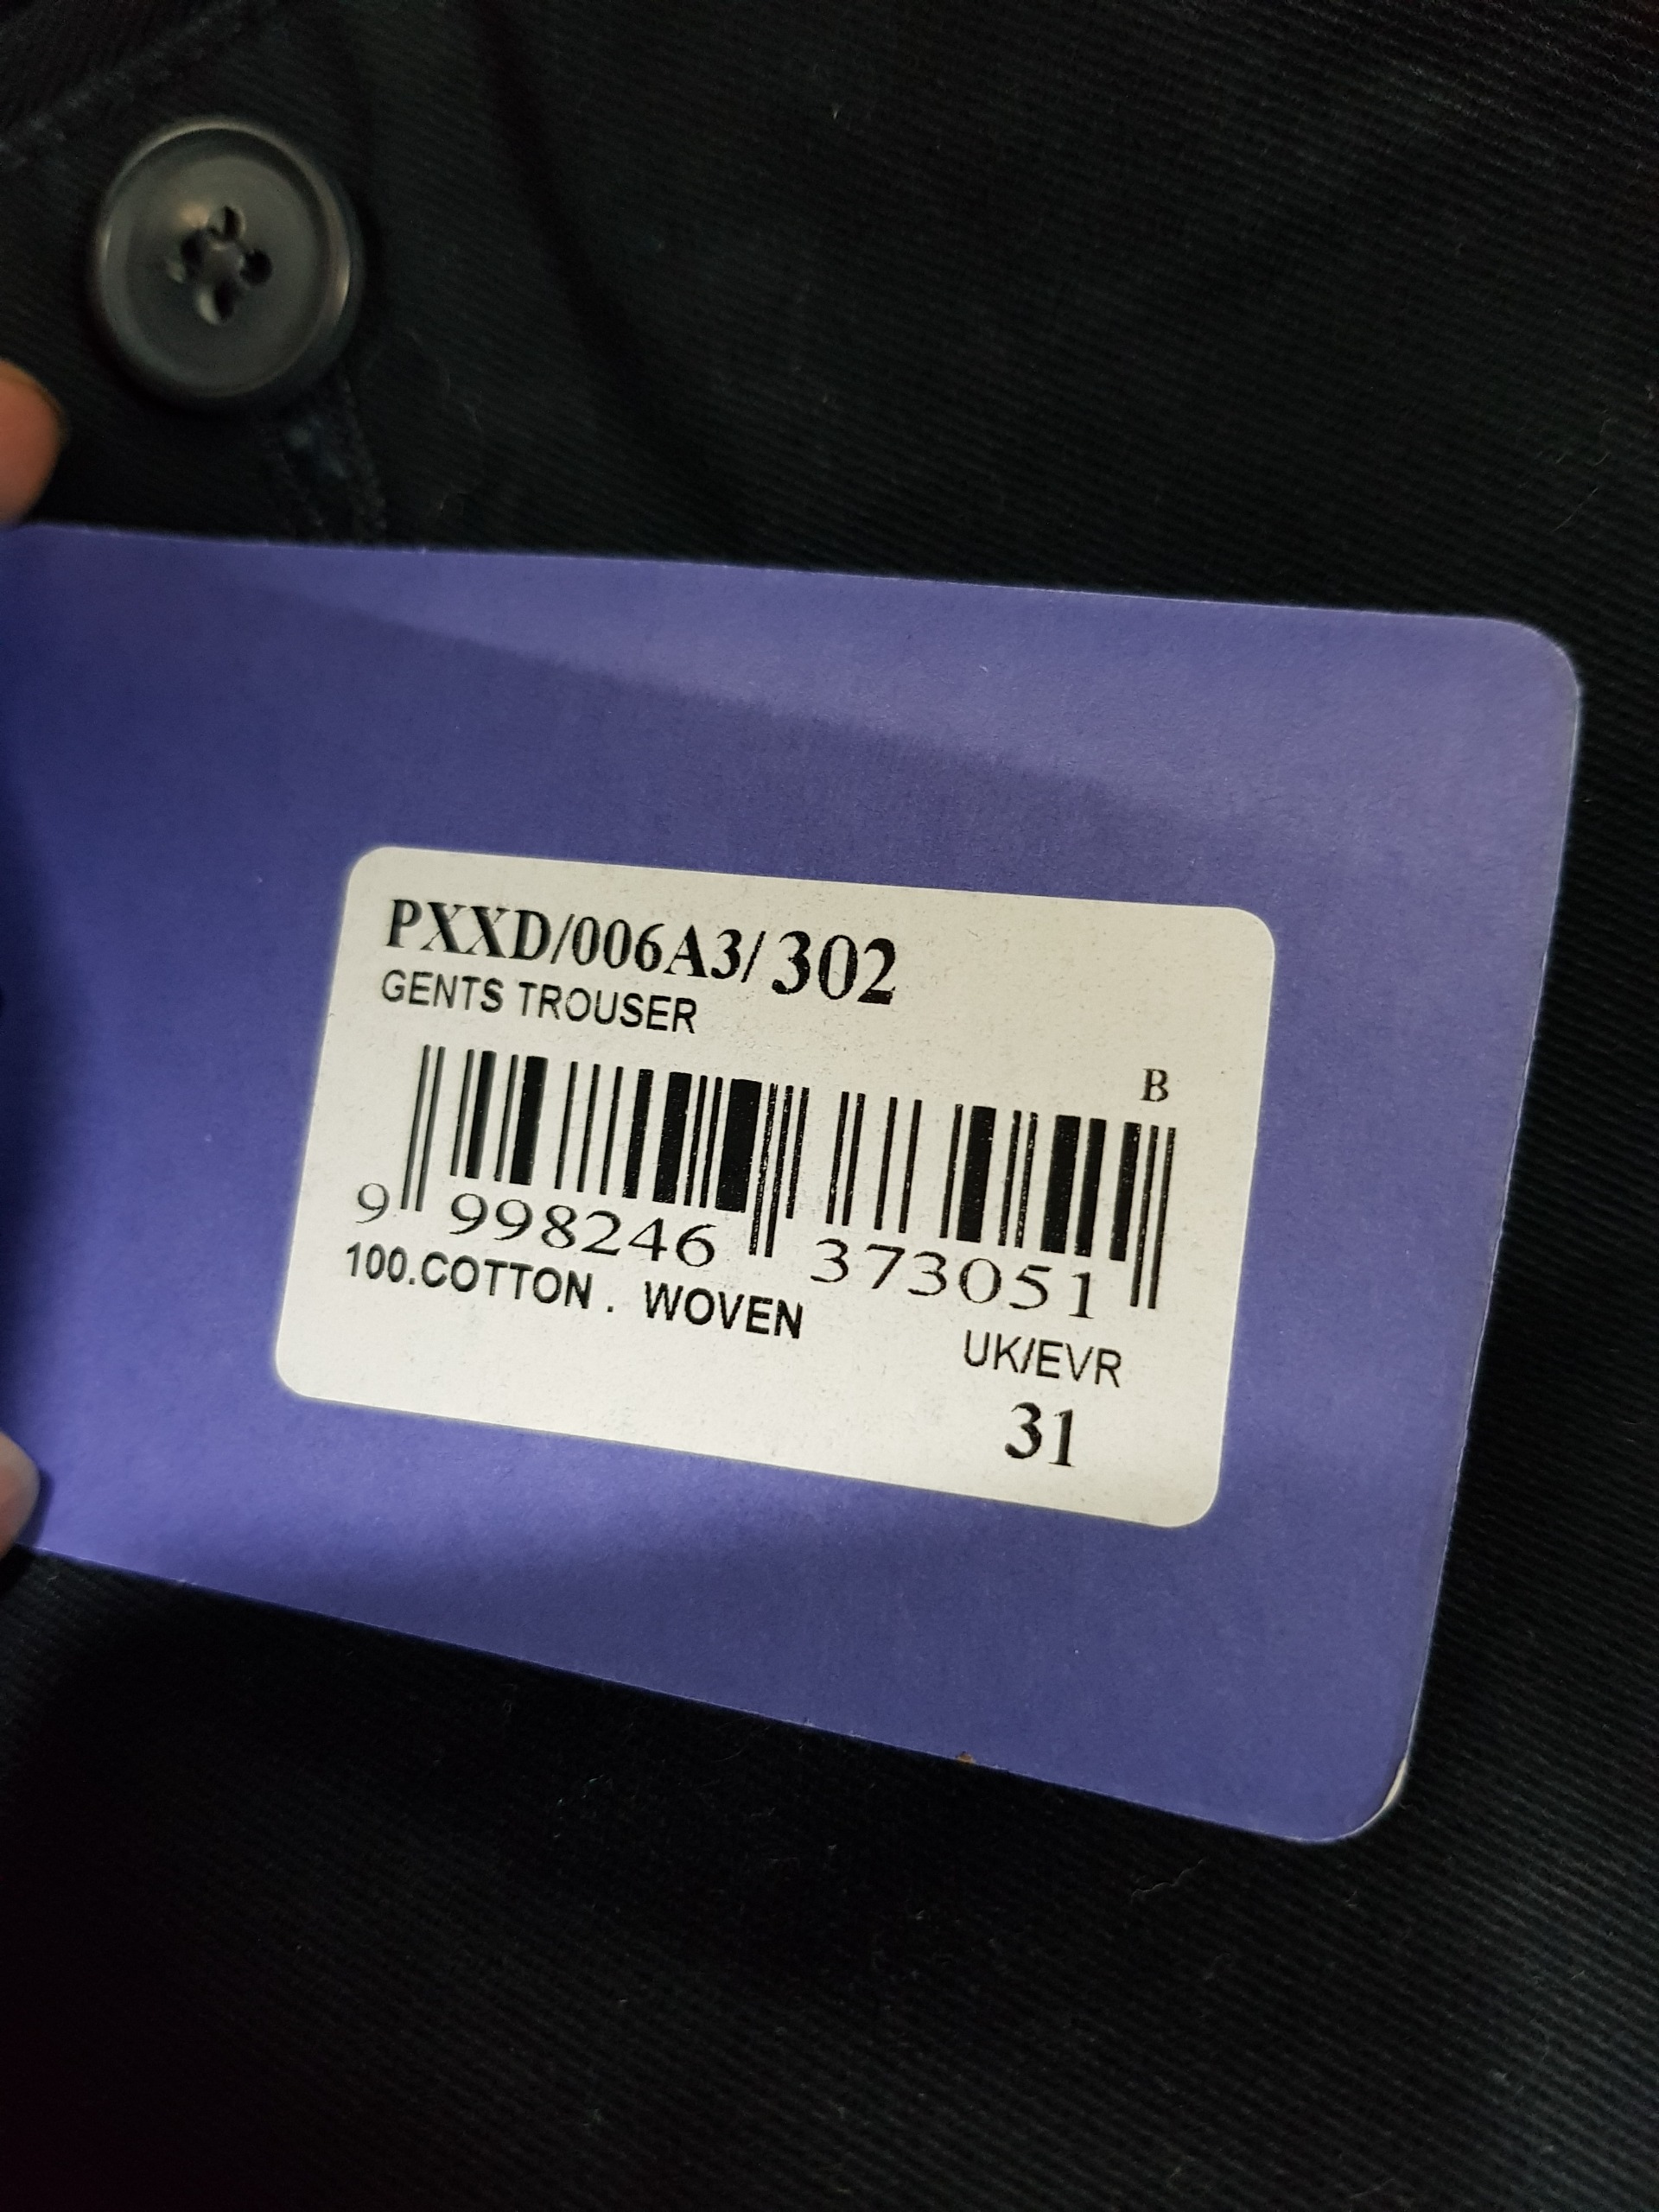 PXXD/006A3/302
GENTS TROUSER
B
9 998246 373051
100.COTTON . WOVEN
UK/EVR
31